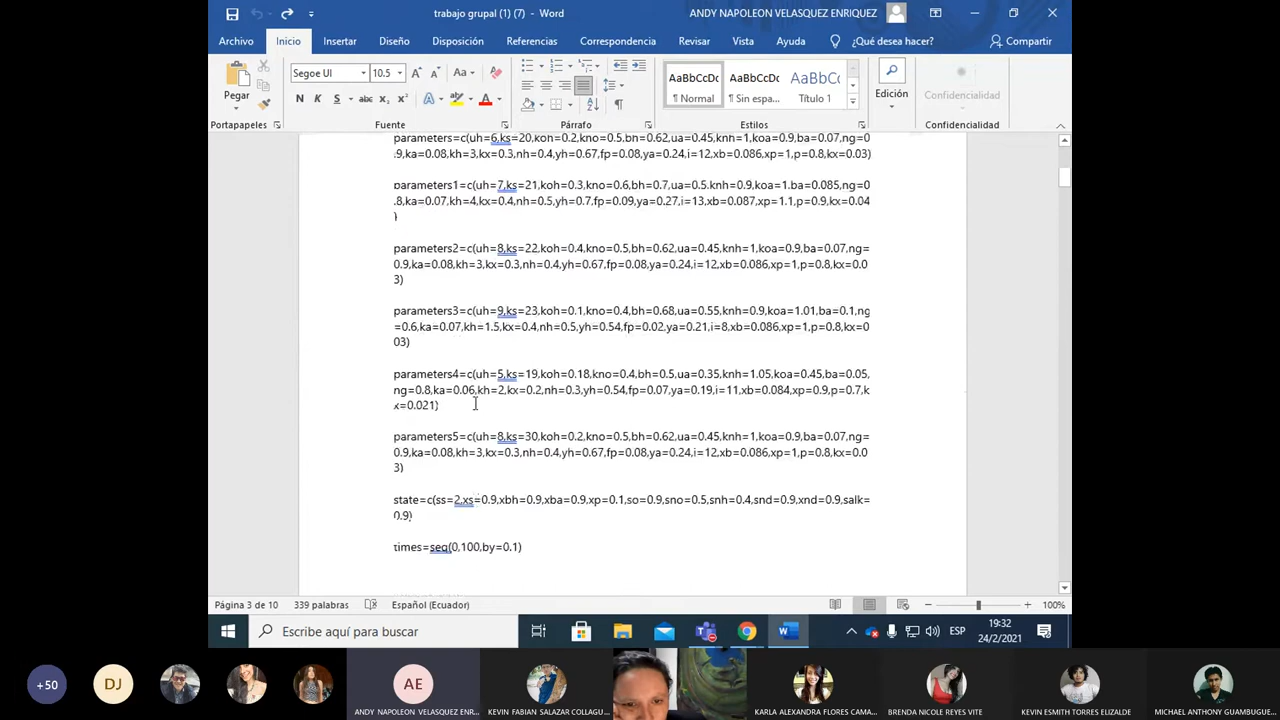 trabajo grupal (1) (7) - Word
ANDY NAPOLEON VELASQUEZ ENRIQUEZ
Archivo Inicio Insertar Diseño Disposición Referencias Correspondencia Revisar Vista Ayuda ¿Qué desea hacer? Compartir
Segoe UI 10.5
Pegar
N K S abc x₂ x²
AaBbCcDc AaBbCcDc AaBbCcD
¶ Normal ¶ Sin espa... Título 1
Edición
Confidencialidad
Portapapeles Fuente Párrafo Estilos Confidencialidad
parameters=c(uh=6,ks=20,koh=0.2,kno=0.5,bh=0.62,ua=0.45,knh=1,koa=0.9,ba=0.07,ng=0
.9,ka=0.08,kh=3,kx=0.3,nh=0.4,yh=0.67,fp=0.08,ya=0.24,i=12,xb=0.086,xp=1,p=0.8,kx=0.03)
parameters1=c(uh=7,ks=21,koh=0.3,kno=0.6,bh=0.7,ua=0.5.knh=0.9,koa=1.ba=0.085,ng=0
.8,ka=0.07,kh=4,kx=0.4,nh=0.5,yh=0.7,fp=0.09,ya=0.27,i=13,xb=0.087,xp=1.1,p=0.9,kx=0.04
)
parameters2=c(uh=8,ks=22,koh=0.4,kno=0.5,bh=0.62,ua=0.45,knh=1,koa=0.9,ba=0.07,ng=
0.9,ka=0.08,kh=3,kx=0.3,nh=0.4,yh=0.67,fp=0.08,ya=0.24,i=12,xb=0.086,xp=1,p=0.8,kx=0.0
3)
parameters3=c(uh=9,ks=23,koh=0.1,kno=0.4,bh=0.68,ua=0.55.knh=0.9,koa=1.01,ba=0.1,ng
=0.6,ka=0.07,kh=1.5,kx=0.4,nh=0.5,yh=0.54,fp=0.02,ya=0.21,i=8,xb=0.086,xp=1,p=0.8,kx=0
03)
parameters4=c(uh=5,ks=19,koh=0.18,kno=0.4,bh=0.5,ua=0.35,knh=1.05,koa=0.45,ba=0.05,
ng=0.8,ka=0.06,kh=2,kx=0.2,nh=0.3,yh=0.54,fp=0.07,ya=0.19,i=11,xb=0.084,xp=0.9,p=0.7,k
x=0.021)
parameters5=c(uh=8,ks=30,koh=0.2,kno=0.5,bh=0.62,ua=0.45,knh=1,koa=0.9,ba=0.07,ng=
0.9,ka=0.08,kh=3,kx=0.3,nh=0.4,yh=0.67,fp=0.08,ya=0.24,i=12,xb=0.086,xp=1,p=0.8,kx=0.0
3)
state=c(ss=2,xs=0.9,xbh=0.9,xba=0.9,xp=0.1,so=0.9,sno=0.5,snh=0.4,snd=0.9,xnd=0.9,salk=
0.9)
times=seq(0,100,by=0.1)
Página 3 de 10 339 palabras Español (Ecuador) 100%
Escribe aquí para buscar
ESP
19:32
24/2/2021
+50 DJ AE
ANDY NAPOLEON VELASQUEZ ENR... KEVIN FABIAN SALAZAR COLLAGU... KARLA ALEXANDRA FLORES CAMA... BRENDA NICOLE REYES VITE KEVIN ESMITH TORRES ELIZALDE MICHAEL ANTHONY GUAMBUGUE...